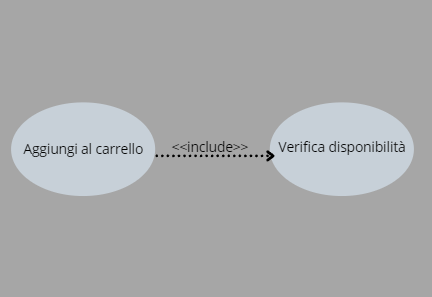 Aggiungi al carrello
<<include>>
Verifica disponibilità